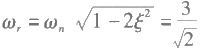 ω_r = ω_n √(1−2ξ²) = 3/√2